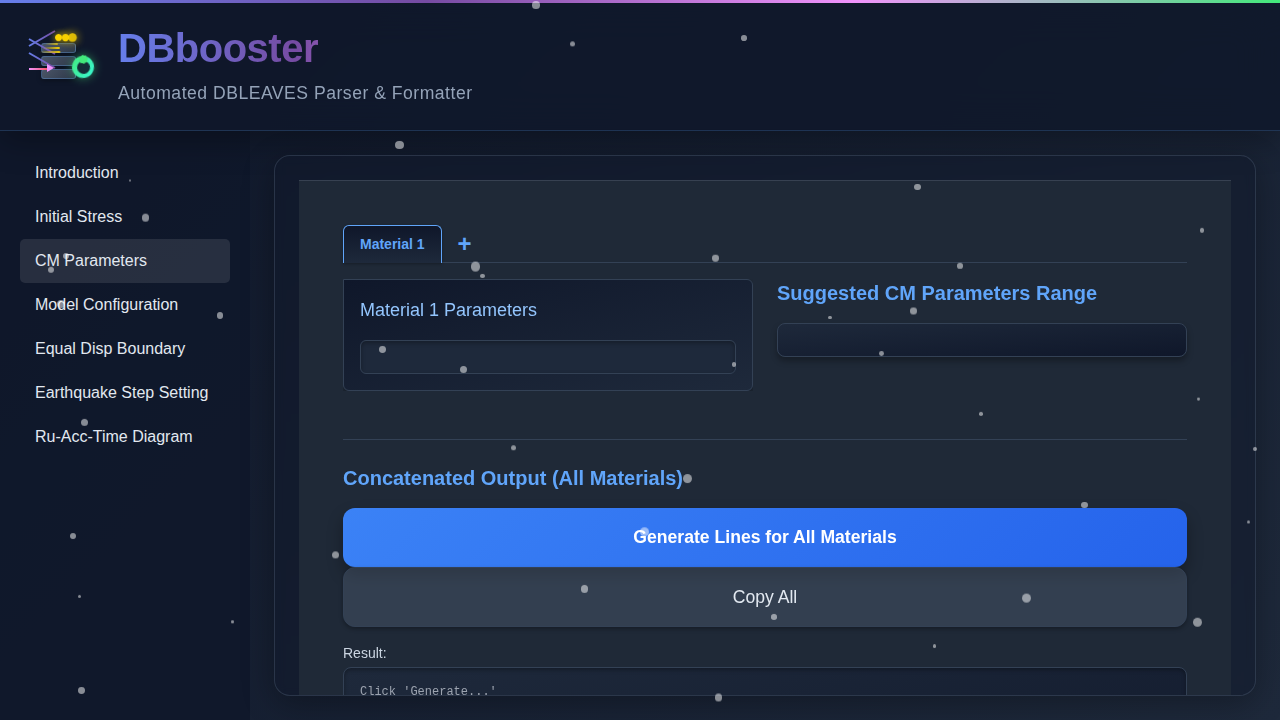 DBbooster
Automated DBLEAVES Parser & Formatter
Introduction
Initial Stress
CM Parameters
Model Configuration
Equal Disp Boundary
Earthquake Step Setting
Ru-Acc-Time Diagram
Material 1
+
Material 1 Parameters
Suggested CM Parameters Range
Concatenated Output (All Materials)
Generate Lines for All Materials
Copy All
Result:
Click 'Generate...'